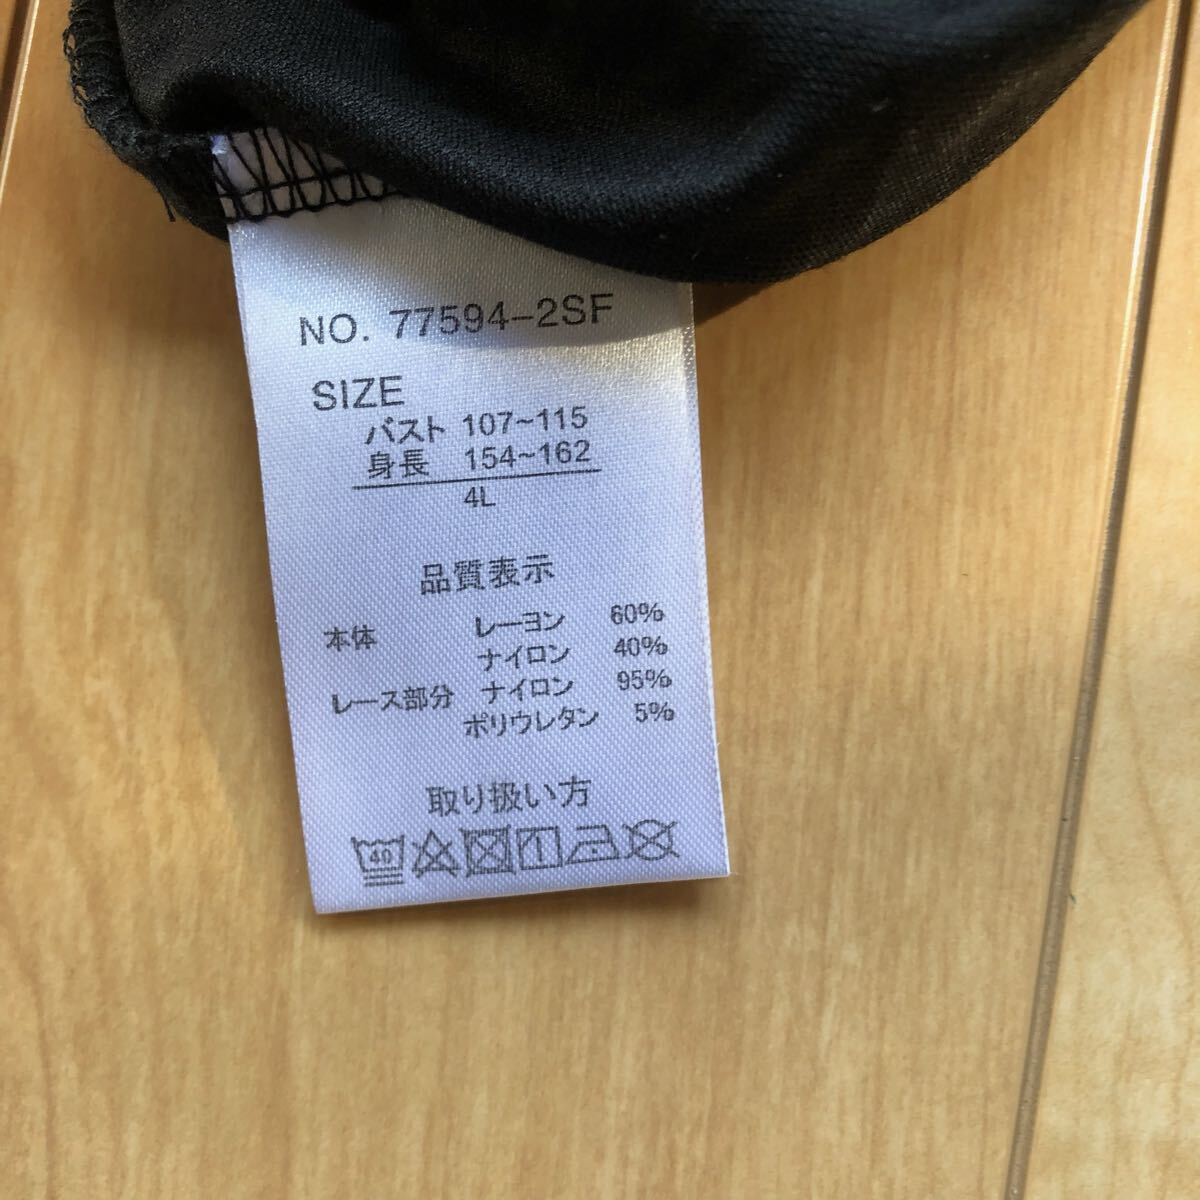 NO. 77594-2SF
SIZE
バスト 107~115
身長 154~162
4L
品質表示
本体 レーヨン 60%
ナイロン 40%
レース部分 ナイロン 95%
ポリウレタン 5%
取り扱い方
40